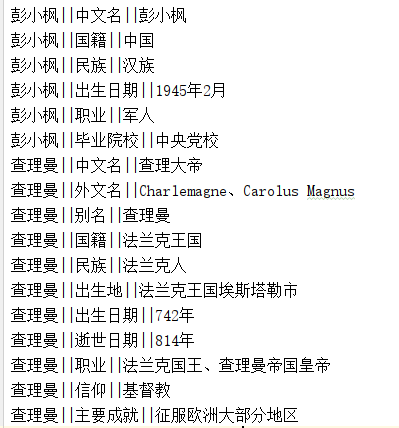 彭小枫||中文名||彭小枫
彭小枫||国籍||中国
彭小枫||民族||汉族
彭小枫||出生日期||1945年2月
彭小枫||职业||军人
彭小枫||毕业院校||中央党校
查理曼||中文名||查理大帝
查理曼||外文名||Charlemagne、Carolus Magnus
查理曼||别名||查理曼
查理曼||国籍||法兰克王国
查理曼||民族||法兰克人
查理曼||出生地||法兰克王国埃斯塔勒市
查理曼||出生日期||742年
查理曼||逝世日期||814年
查理曼||职业||法兰克国王、查理曼帝国皇帝
查理曼||信仰||基督教
查理曼||主要成就||征服欧洲大部分地区